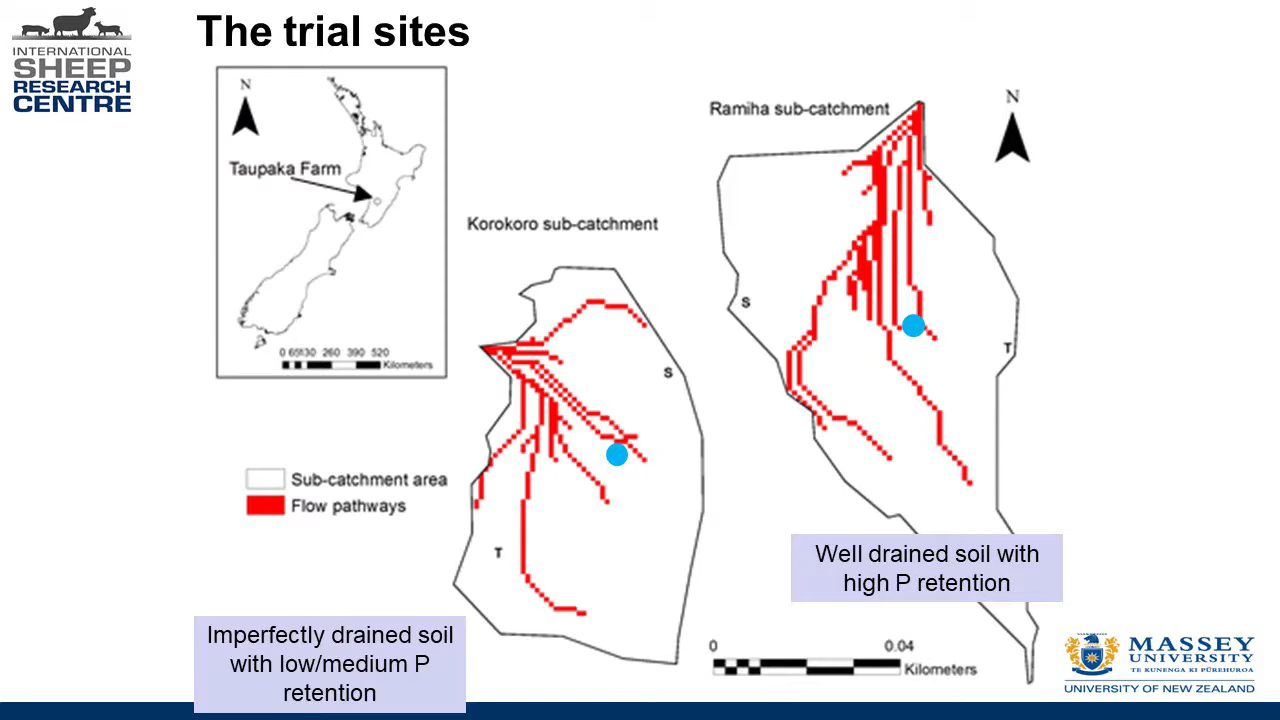 INTERNATIONAL
SHEEP
RESEARCH
CENTRE
The trial sites
N
Taupaka Farm
0 65130 260 390 520
Kilometers
Korokoro sub-catchment
S
T
Ramiha sub-catchment
N
S
T
Sub-catchment area
Flow pathways
Well drained soil with
high P retention
Imperfectly drained soil
with low/medium P
retention
0 0.04
Kilometers
MASSEY
UNIVERSITY
TE KUNENGA KI PŪREHUROA
UNIVERSITY OF NEW ZEALAND